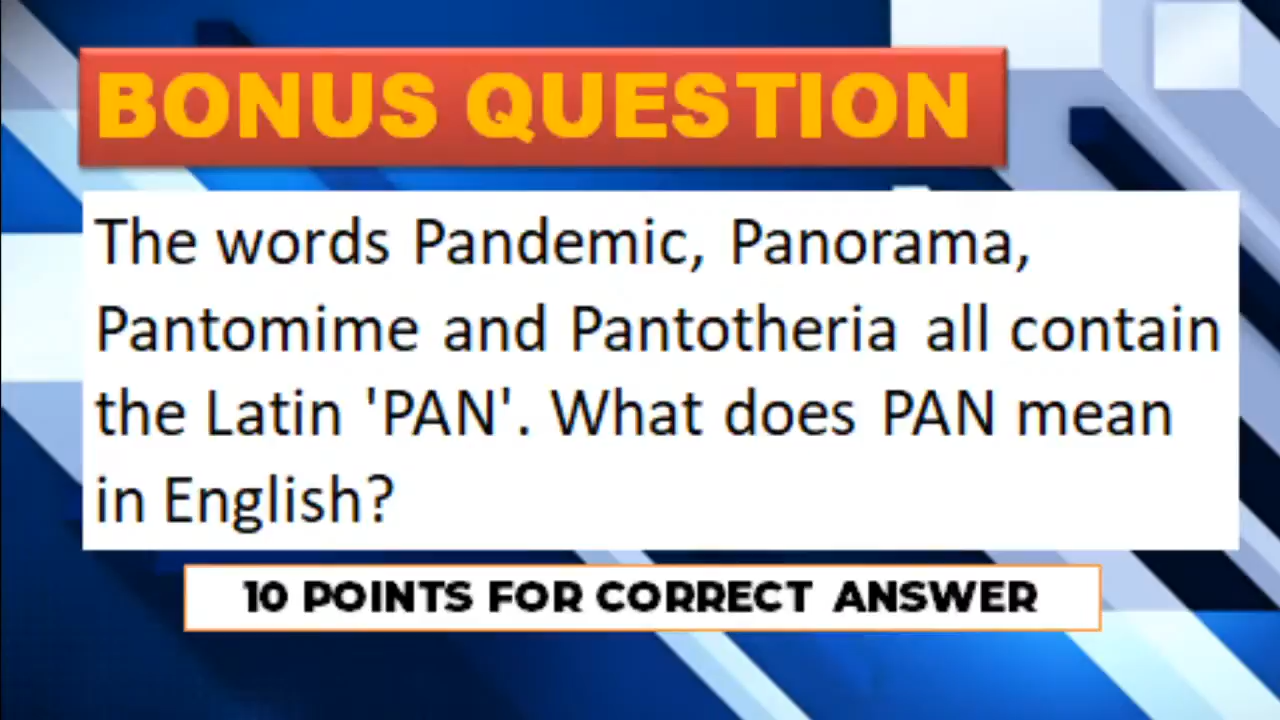 BONUS QUESTION
The words Pandemic, Panorama,
Pantomime and Pantotheria all contain
the Latin 'PAN'. What does PAN mean
in English?
10 POINTS FOR CORRECT ANSWER